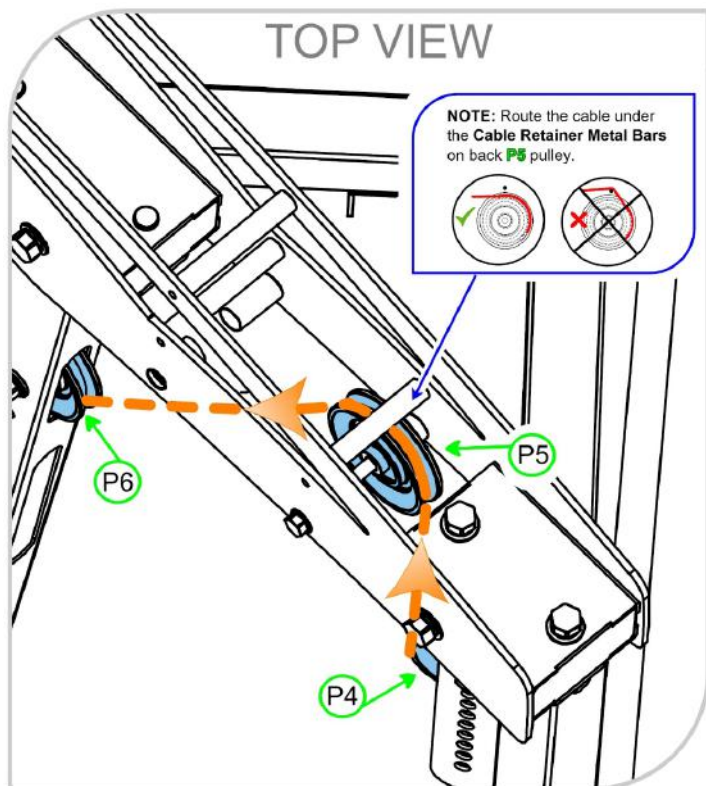 TOP VIEW
NOTE: Route the cable under
the Cable Retainer Metal Bars
on back P5 pulley.
P5
P6
P4